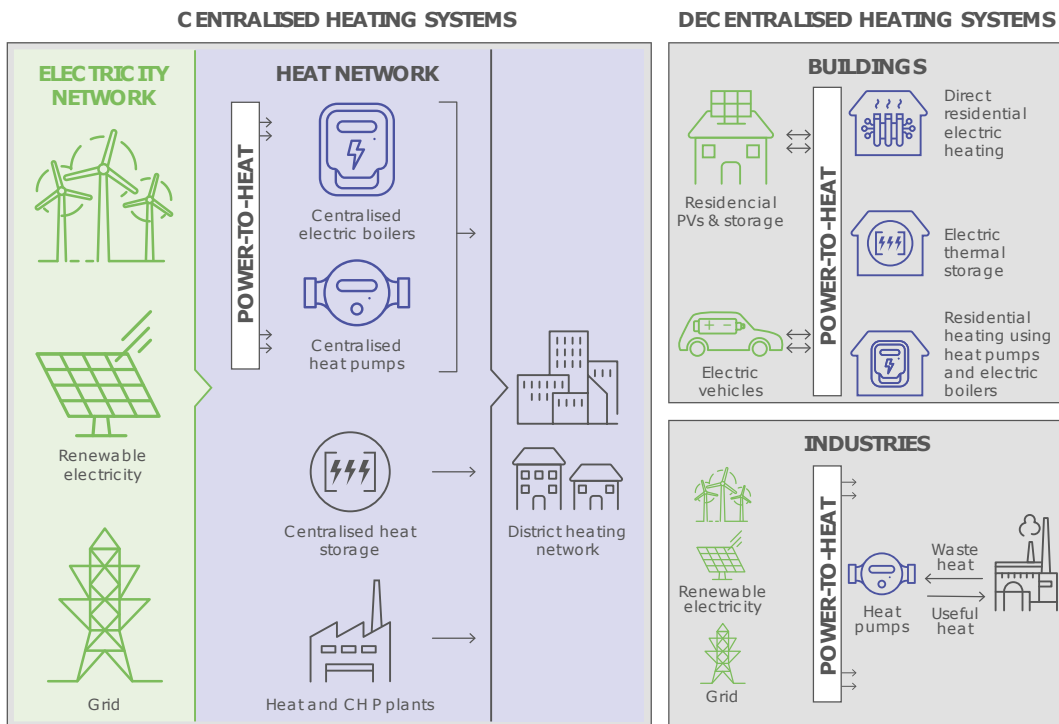 CENTRALISED HEATING SYSTEMS
ELECTRICITY
NETWORK
Renewable
electricity
Grid
HEAT NETWORK
POWER-TO-HEAT
Centralised
electric boilers
Centralised
heat pumps
Centralised heat
storage
Heat and CHP plants
District heating
network
DECENTRALISED HEATING SYSTEMS
BUILDINGS
Residencial
PVs & storage
Electric
vehicles
POWER-TO-HEAT
Direct
residential
electric
heating
Electric
thermal
storage
Residential
heating using
heat pumps
and electric
boilers
INDUSTRIES
Renewable
electricity
Grid
POWER-TO-HEAT
Heat
pumps
Waste
heat
Useful
heat